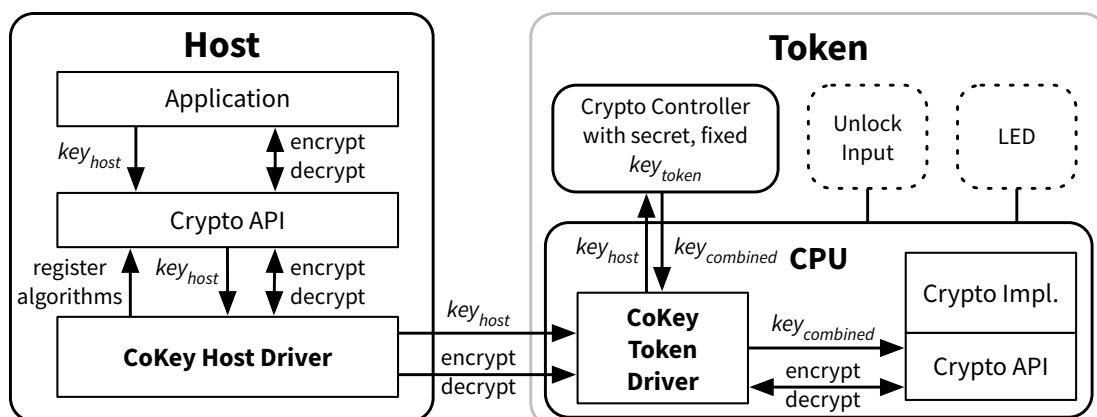 Host
Application
key_host
encrypt
decrypt
Crypto API
register
algorithms
key_host
encrypt
decrypt
CoKey Host Driver
key_host
encrypt
decrypt
Token
Crypto Controller
with secret, fixed
key_token
Unlock
Input
LED
key_host
key_combined
CPU
CoKey
Token
Driver
key_combined
encrypt
decrypt
Crypto Impl.
Crypto API